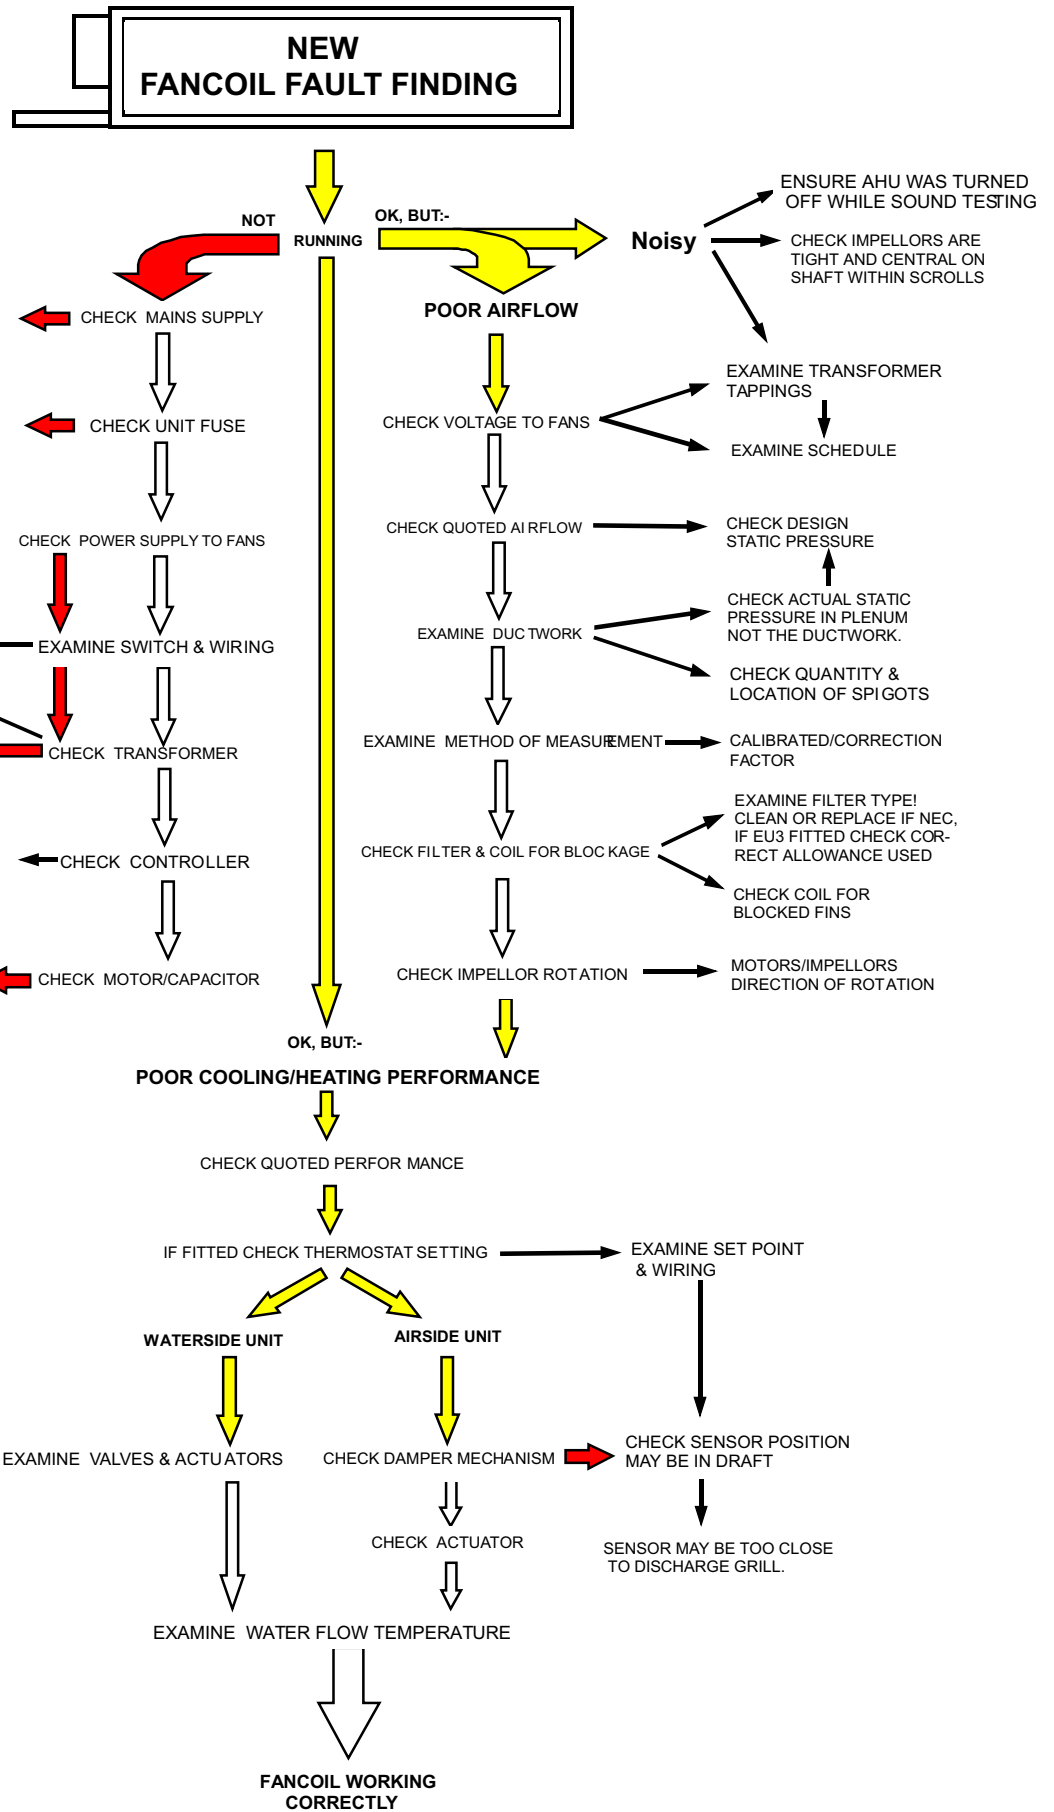 NEW
FANCOIL FAULT FINDING
NOT
RUNNING
OK, BUT:-
Noisy
ENSURE AHU WAS TURNED
OFF WHILE SOUND TESTING
CHECK IMPELLORS ARE
TIGHT AND CENTRAL ON
SHAFT WITHIN SCROLLS
CHECK MAINS SUPPLY
CHECK UNIT FUSE
CHECK POWER SUPPLY TO FANS
EXAMINE SWITCH & WIRING
CHECK TRANSFORMER
CHECK CONTROLLER
CHECK MOTOR/CAPACITOR
POOR AIRFLOW
CHECK VOLTAGE TO FANS
EXAMINE TRANSFORMER
TAPPINGS
EXAMINE SCHEDULE
CHECK QUOTED AIRFLOW
CHECK DESIGN
STATIC PRESSURE
EXAMINE DUCTWORK
CHECK ACTUAL STATIC
PRESSURE IN PLENUM
NOT THE DUCTWORK.
CHECK QUANTITY &
LOCATION OF SPIGOTS
EXAMINE METHOD OF MEASUREMENT
CALIBRATED/CORRECTION
FACTOR
CHECK FILTER & COIL FOR BLOCKAGE
EXAMINE FILTER TYPE!
CLEAN OR REPLACE IF NEC,
IF EU3 FITTED CHECK COR-
RECT ALLOWANCE USED
CHECK COIL FOR
BLOCKED FINS
CHECK IMPELLOR ROTATION
MOTORS/IMPELLORS
DIRECTION OF ROTATION
OK, BUT:-
POOR COOLING/HEATING PERFORMANCE
CHECK QUOTED PERFORMANCE
IF FITTED CHECK THERMOSTAT SETTING
EXAMINE SET POINT
& WIRING
WATERSIDE UNIT
AIRSIDE UNIT
EXAMINE VALVES & ACTUATORS
CHECK DAMPER MECHANISM
CHECK SENSOR POSITION
MAY BE IN DRAFT
CHECK ACTUATOR
SENSOR MAY BE TOO CLOSE
TO DISCHARGE GRILL.
EXAMINE WATER FLOW TEMPERATURE
FANCOIL WORKING
CORRECTLY